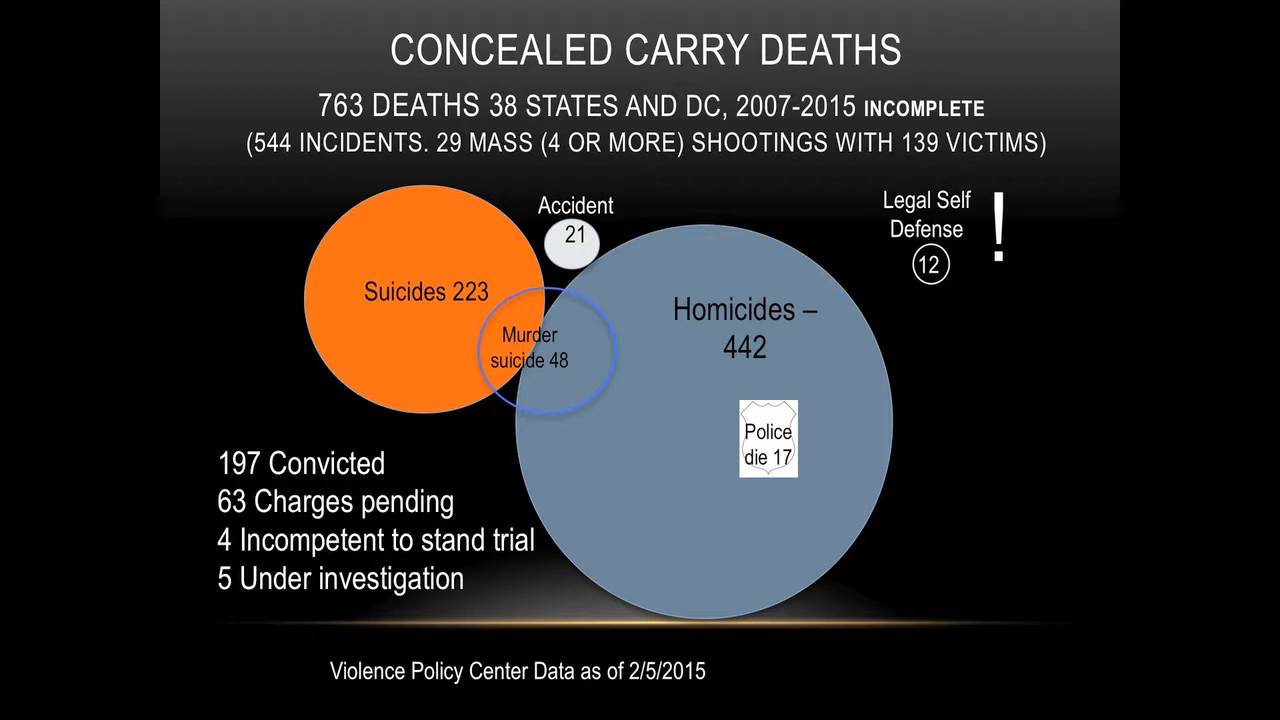 CONCEALED CARRY DEATHS
763 DEATHS 38 STATES AND DC, 2007-2015 INCOMPLETE
(544 INCIDENTS. 29 MASS (4 OR MORE) SHOOTINGS WITH 139 VICTIMS)
Accident
21
Legal Self
Defense
12
!
Suicides 223
Murder
suicide 48
Homicides –
442
Police
die 17
197 Convicted
63 Charges pending
4 Incompetent to stand trial
5 Under investigation
Violence Policy Center Data as of 2/5/2015